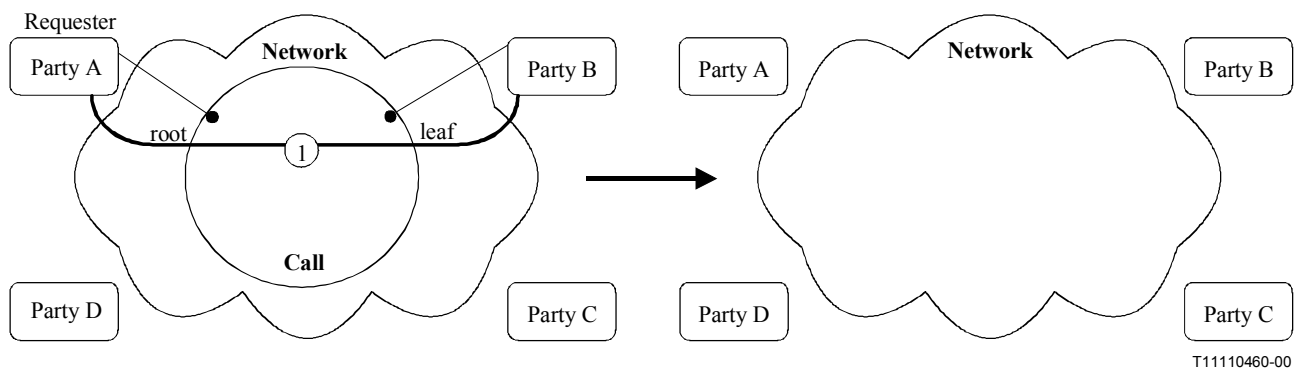 Requester
Party A
Network
Party B
root
1
leaf
Call
Party D
Party C
Party A
Network
Party B
Party D
Party C
T11110460-00